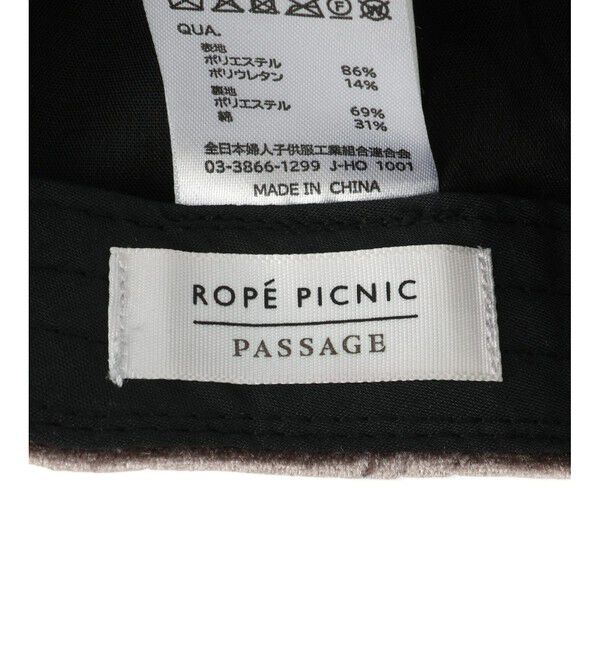 QUA.
表地
ポリエステル
ポリウレタン 86%
14%
裏地
ポリエステル 69%
綿 31%
全日本婦人子供服工業組合連合会
03-3866-1299 J-HO 1001
MADE IN CHINA
ROPÉ PICNIC
PASSAGE